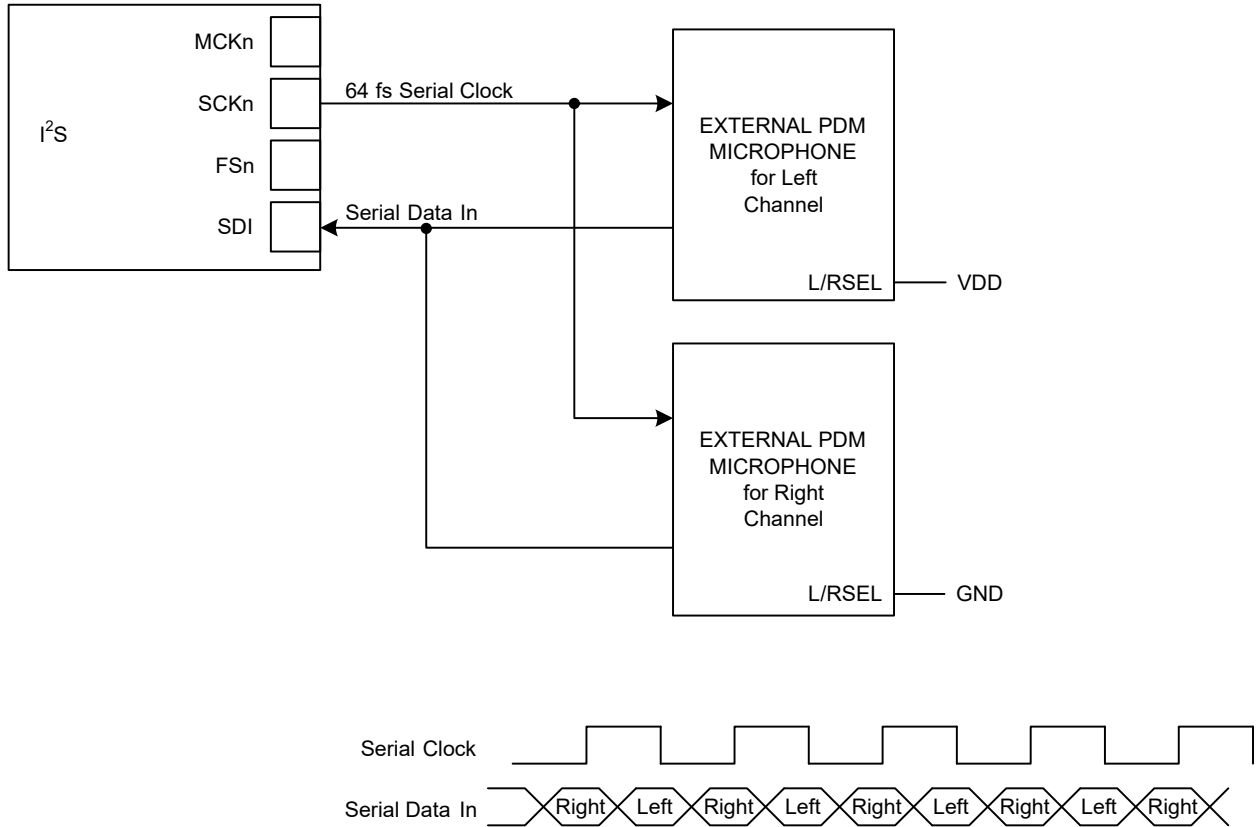 MCKn
SCKn
I²S
FSn
SDI
64 fs Serial Clock
Serial Data In
EXTERNAL PDM
MICROPHONE
for Left
Channel
L/RSEL
VDD
EXTERNAL PDM
MICROPHONE
for Right
Channel
L/RSEL
GND
Serial Clock
Serial Data In Right Left Right Left Right Left Right Left Right